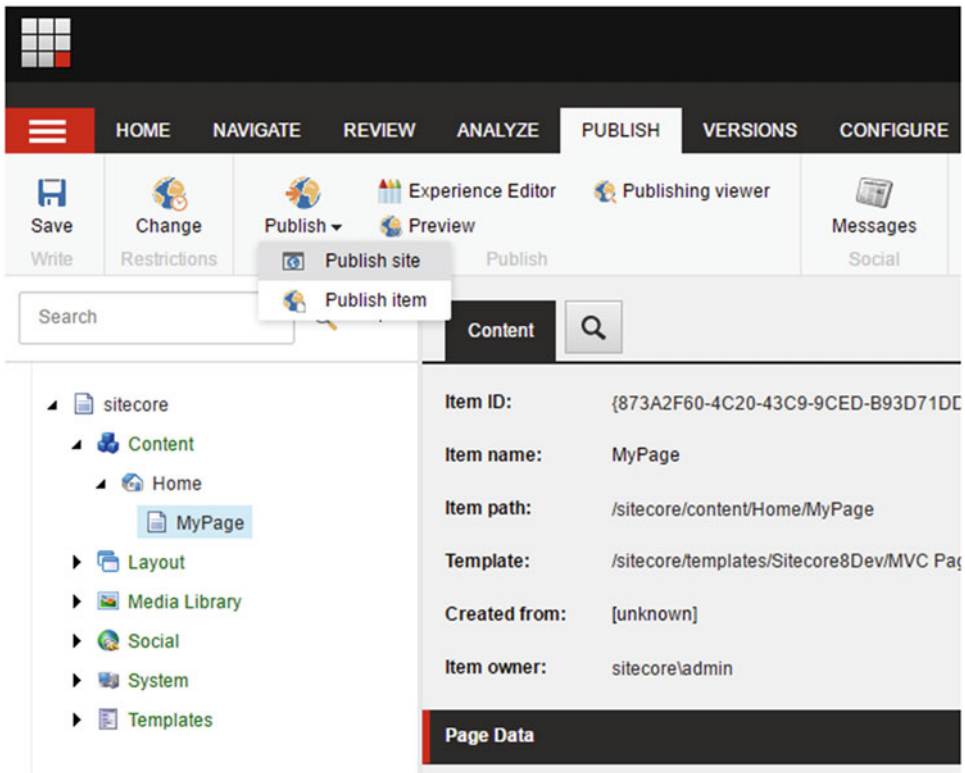 HOME NAVIGATE REVIEW ANALYZE PUBLISH VERSIONS CONFIGURE
Save Change Publish Experience Editor Publishing viewer Messages
Preview
Write Restrictions Publish Social
Publish site
Publish item
Search
Content
sitecore
Content
Home
MyPage
Layout
Media Library
Social
System
Templates
Item ID: {873A2F60-4C20-43C9-9CED-B93D71DD
Item name: MyPage
Item path: /sitecore/content/Home/MyPage
Template: /sitecore/templates/Sitecore8Dev/MVC Pag
Created from: [unknown]
Item owner: sitecore\admin
Page Data